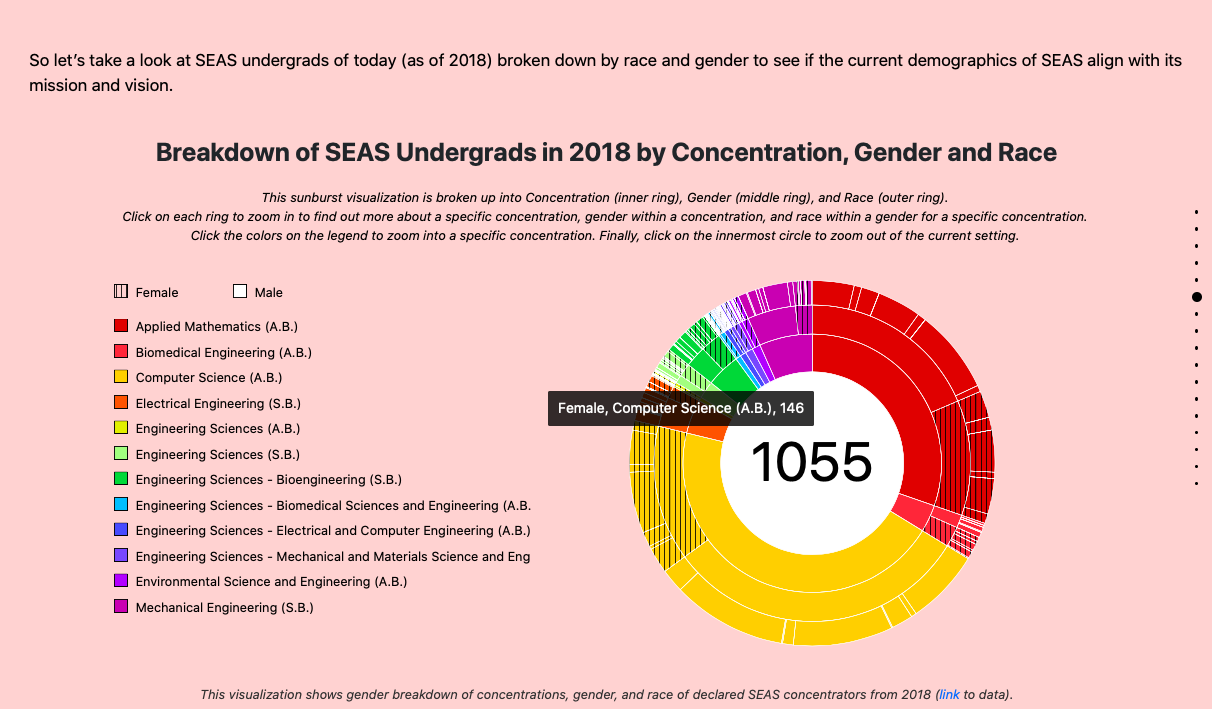 So let’s take a look at SEAS undergrads of today (as of 2018) broken down by race and gender to see if the current demographics of SEAS align with its
mission and vision.
Breakdown of SEAS Undergrads in 2018 by Concentration, Gender and Race
This sunburst visualization is broken up into Concentration (inner ring), Gender (middle ring), and Race (outer ring).
Click on each ring to zoom in to find out more about a specific concentration, gender within a concentration, and race within a gender for a specific concentration.
Click the colors on the legend to zoom into a specific concentration. Finally, click on the innermost circle to zoom out of the current setting.
Female
Male
Applied Mathematics (A.B.)
Biomedical Engineering (A.B.)
Computer Science (A.B.)
Electrical Engineering (S.B.)
Engineering Sciences (A.B.)
Engineering Sciences (S.B.)
Engineering Sciences - Bioengineering (S.B.)
Engineering Sciences - Biomedical Sciences and Engineering (A.B.
Engineering Sciences - Electrical and Computer Engineering (A.B.)
Engineering Sciences - Mechanical and Materials Science and Eng
Environmental Science and Engineering (A.B.)
Mechanical Engineering (S.B.)
Female, Computer Science (A.B.), 146
1055
This visualization shows gender breakdown of concentrations, gender, and race of declared SEAS concentrators from 2018 (link to data).